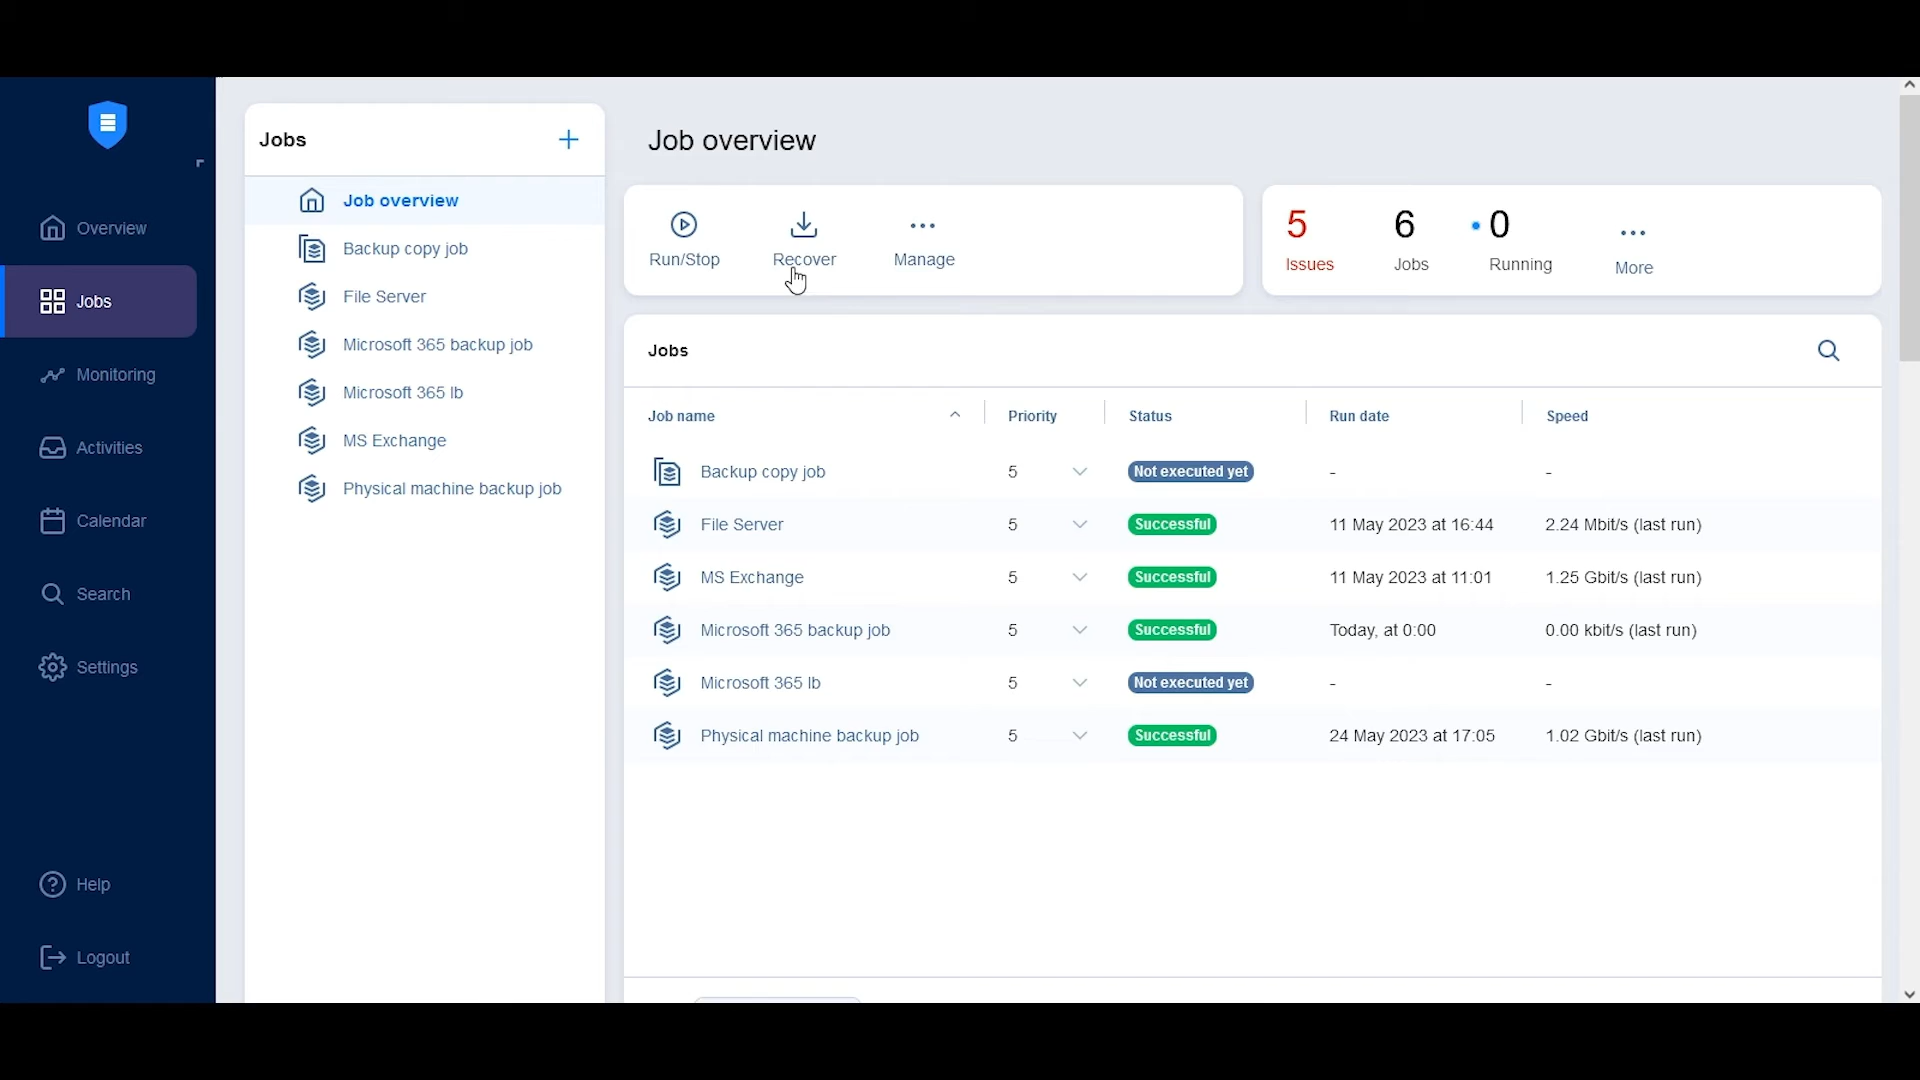 Overview
Jobs
Monitoring
Activities
Calendar
Search
Settings
Help
Logout
Jobs
Job overview
Backup copy job
File Server
Microsoft 365 backup job
Microsoft 365 lb
MS Exchange
Physical machine backup job
Job overview
Run/Stop Recover Manage
5 6 0
Issues Jobs Running More
Jobs
Job name Priority Status Run date Speed
Backup copy job 5 Not executed yet - -
File Server 5 Successful 11 May 2023 at 16:44 2.24 Mbit/s (last run)
MS Exchange 5 Successful 11 May 2023 at 11:01 1.25 Gbit/s (last run)
Microsoft 365 backup job 5 Successful Today, at 0:00 0.00 kbit/s (last run)
Microsoft 365 lb 5 Not executed yet - -
Physical machine backup job 5 Successful 24 May 2023 at 17:05 1.02 Gbit/s (last run)